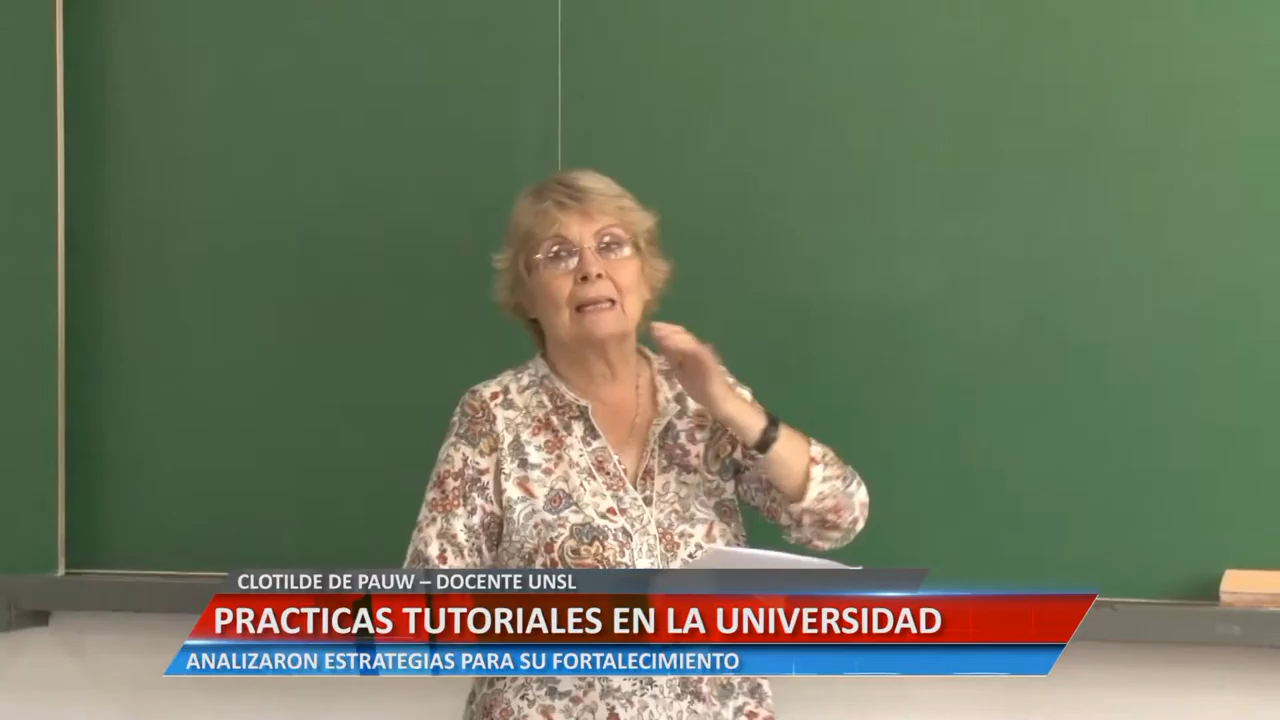 CLOTILDE DE PAUW – DOCENTE UNSL
PRACTICAS TUTORIALES EN LA UNIVERSIDAD
ANALIZARON ESTRATEGIAS PARA SU FORTALECIMIENTO